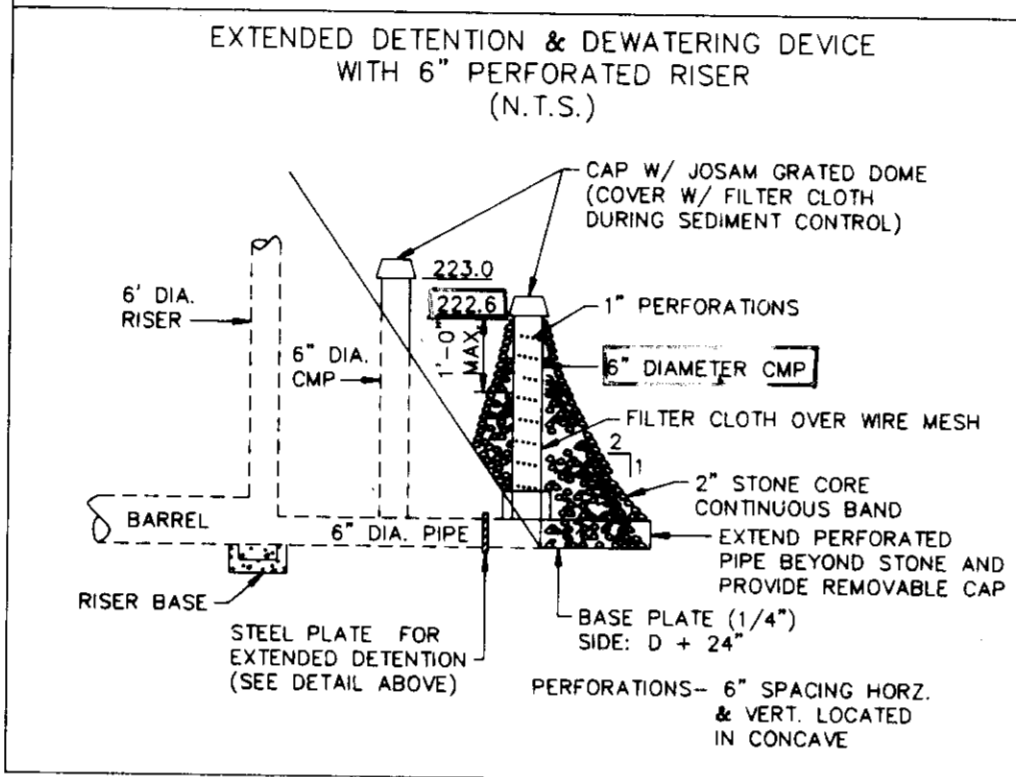 EXTENDED DETENTION & DEWATERING DEVICE
WITH 6" PERFORATED RISER
(N.T.S.)
CAP W/ JOSAM GRATED DOME
(COVER W/ FILTER CLOTH
DURING SEDIMENT CONTROL)
223.0
222.6
6' DIA.
RISER
1" PERFORATIONS
6" DIA.
CMP
1'-0"
MAX.
6" DIAMETER CMP
FILTER CLOTH OVER WIRE MESH
2
1
2" STONE CORE
CONTINUOUS BAND
BARREL
6" DIA. PIPE
EXTEND PERFORATED
PIPE BEYOND STONE AND
PROVIDE REMOVABLE CAP
RISER BASE
BASE PLATE (1/4")
SIDE: D + 24"
STEEL PLATE FOR
EXTENDED DETENTION
(SEE DETAIL ABOVE)
PERFORATIONS- 6" SPACING HORZ.
& VERT. LOCATED
IN CONCAVE